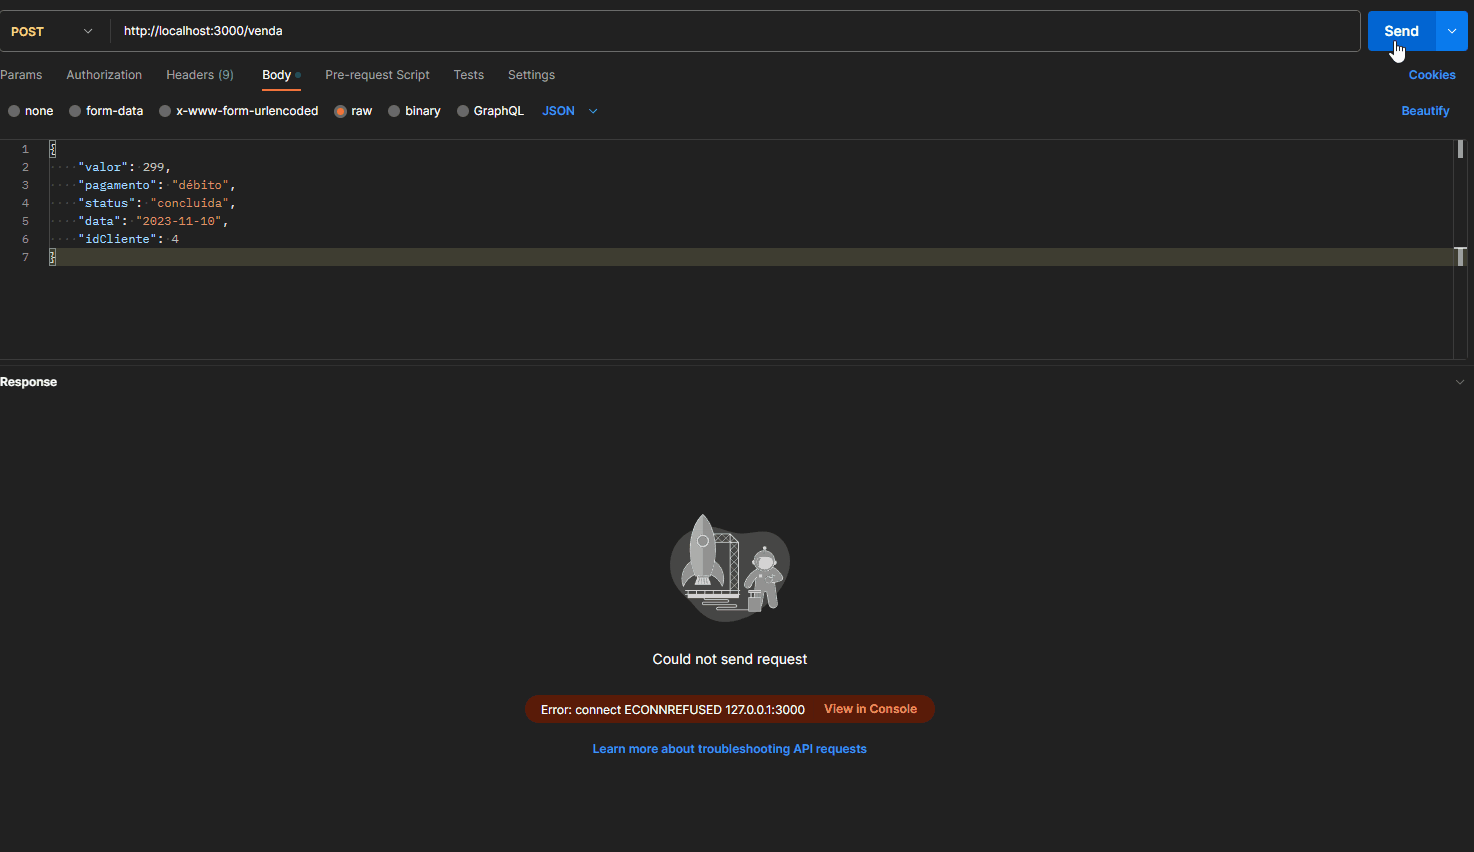 POST http://localhost:3000/venda Send
Params Authorization Headers (9) Body Pre-request Script Tests Settings Cookies
none form-data x-www-form-urlencoded raw binary GraphQL JSON Beautify
1 {
2 "valor": 299,
3 "pagamento": "débito",
4 "status": "concluida",
5 "data": "2023-11-10",
6 "idCliente": 4
7 }
Response
Could not send request
Error: connect ECONNREFUSED 127.0.0.1:3000 View in Console
Learn more about troubleshooting API requests